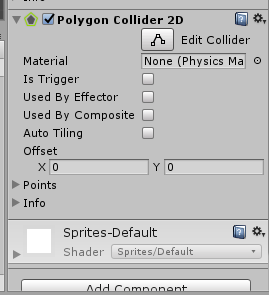 Info
Polygon Collider 2D
Edit Collider
Material None (Physics Ma
Is Trigger
Used By Effector
Used By Composite
Auto Tiling
Offset
X 0 Y 0
Points
Info
Sprites-Default
Shader Sprites/Default
Add Component